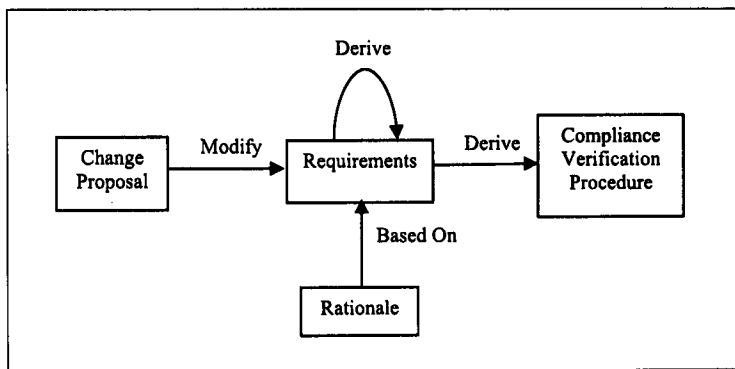 Derive
Change
Proposal
Modify
Requirements
Derive
Compliance
Verification
Procedure
Based On
Rationale